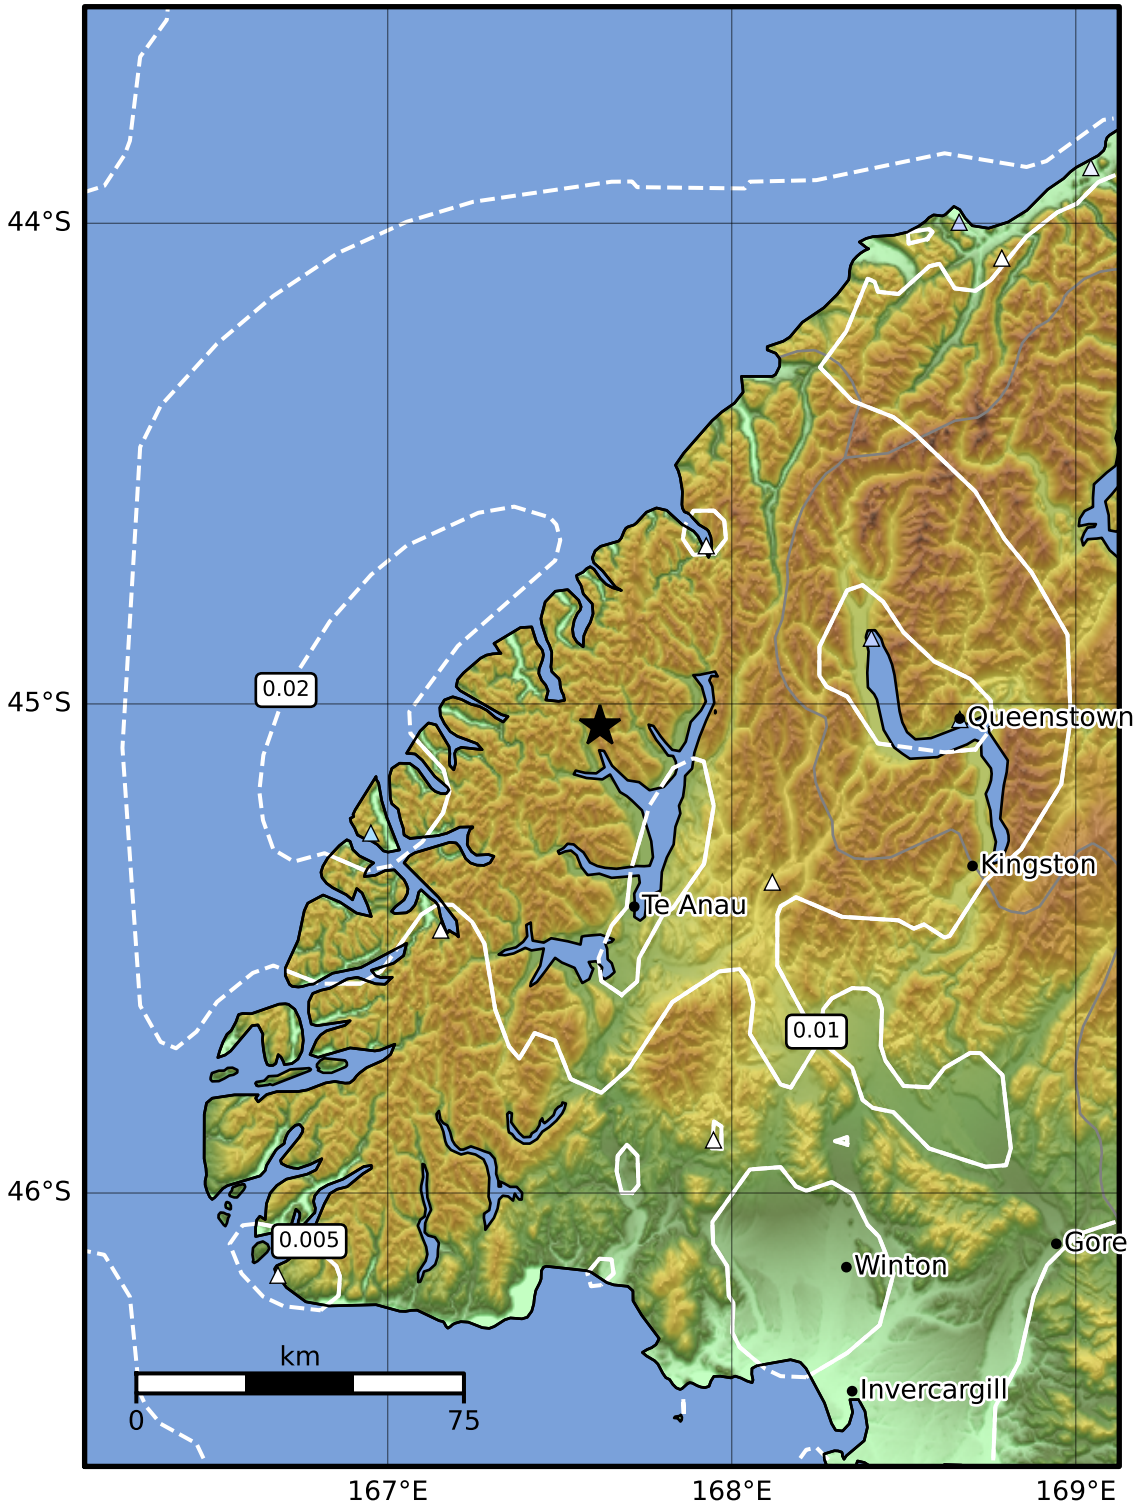 44°S
0.02
45°S
Queenstown
Kingston
Te Anau
0.01
46°S
0.005
Gore
Winton
km
Invercargill
0
75
167°E
168°E
169°E